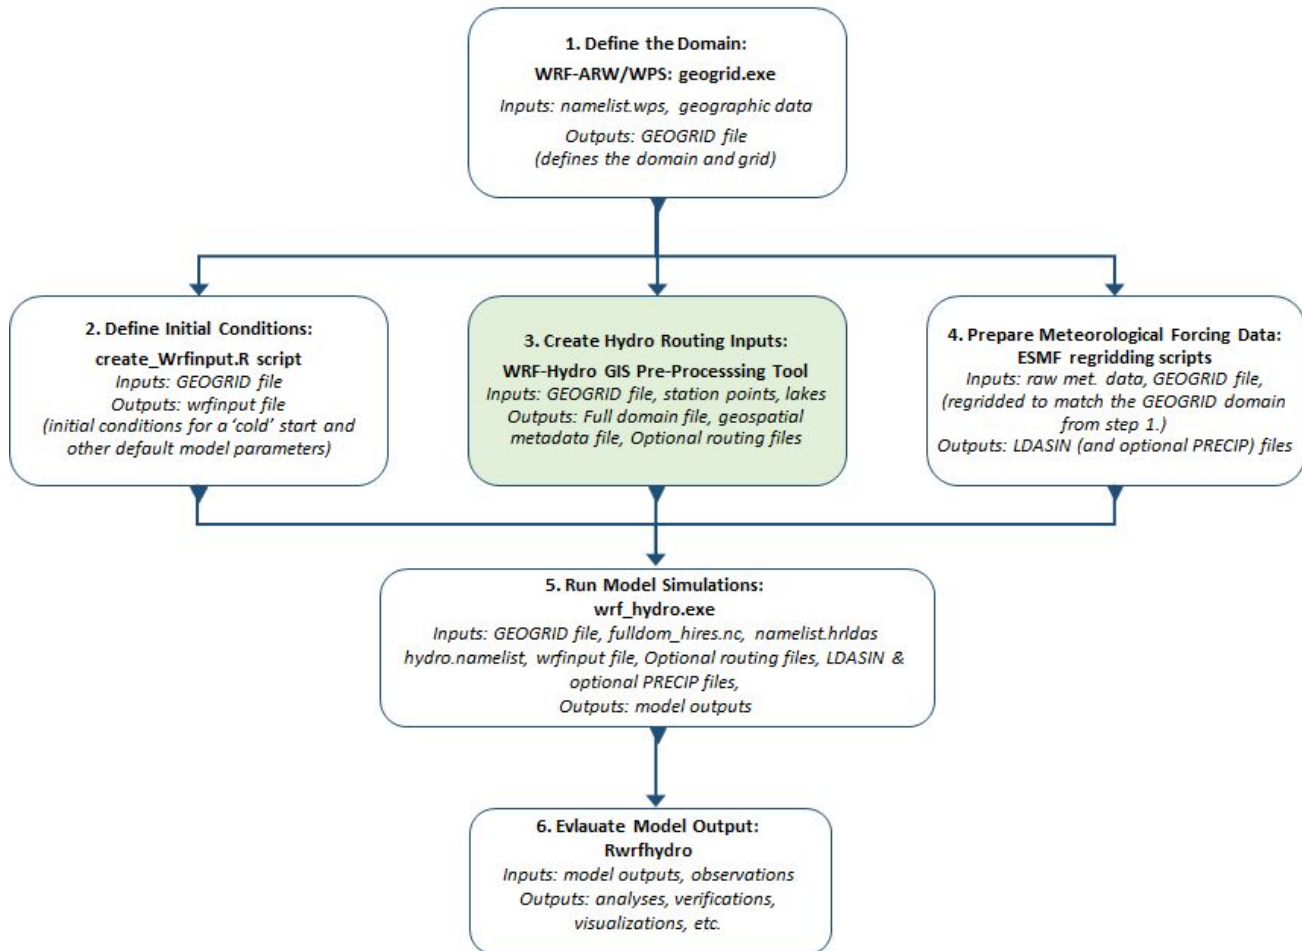 1. Define the Domain:
WRF-ARW/WPS: geogrid.exe
Inputs: namelist.wps, geographic data
Outputs: GEOGRID file
(defines the domain and grid)
2. Define Initial Conditions:
create_Wrfinput.R script
Inputs: GEOGRID file
Outputs: wrfinput file
(initial conditions for a ‘cold’ start and
other default model parameters)
3. Create Hydro Routing Inputs:
WRF-Hydro GIS Pre-Processsing Tool
Inputs: GEOGRID file, station points, lakes
Outputs: Full domain file, geospatial
metadata file, Optional routing files
4. Prepare Meteorological Forcing Data:
ESMF regridding scripts
Inputs: raw met. data, GEOGRID file,
(regridded to match the GEOGRID domain
from step 1.)
Outputs: LDASIN (and optional PRECIP) files
5. Run Model Simulations:
wrf_hydro.exe
Inputs: GEOGRID file, fulldom_hires.nc, namelist.hrldas
hydro.namelist, wrfinput file, Optional routing files, LDASIN &
optional PRECIP files,
Outputs: model outputs
6. Evlauate Model Output:
Rwrfhydro
Inputs: model outputs, observations
Outputs: analyses, verifications,
visualizations, etc.